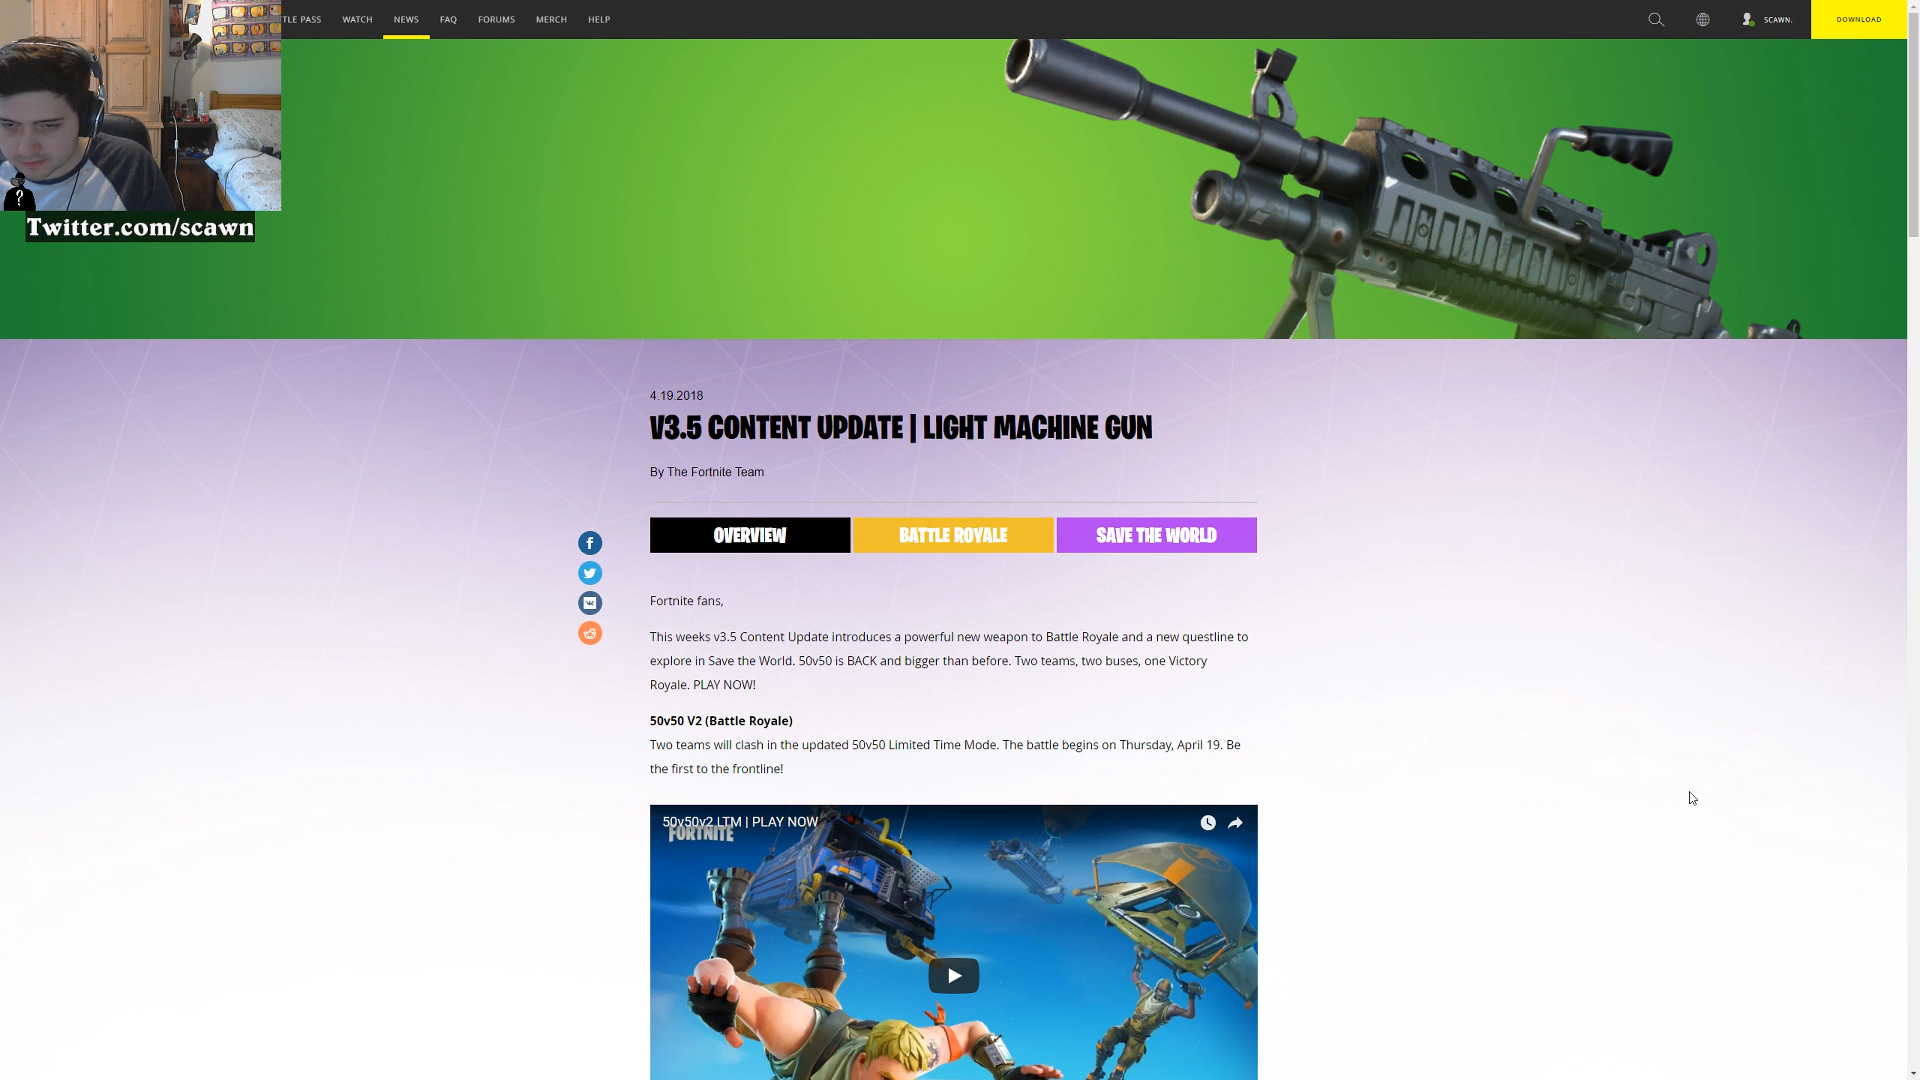 TLE PASS
WATCH
NEWS
FAQ
FORUMS
MERCH
HELP
SCAWN.
DOWNLOAD
?
Twitter.com/scawn
4.19.2018
V3.5 CONTENT UPDATE | LIGHT MACHINE GUN
By The Fortnite Team
OVERVIEW
BATTLE ROYALE
SAVE THE WORLD
Fortnite fans,
This weeks v3.5 Content Update introduces a powerful new weapon to Battle Royale and a new questline to
explore in Save the World. 50v50 is BACK and bigger than before. Two teams, two buses, one Victory
Royale. PLAY NOW!
50v50 V2 (Battle Royale)
Two teams will clash in the updated 50v50 Limited Time Mode. The battle begins on Thursday, April 19. Be
the first to the frontline!
50v50v2 LTM | PLAY NOW
FORTNITE